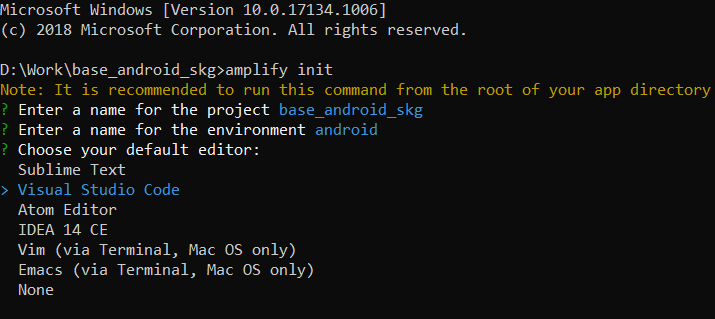 Microsoft Windows [Version 10.0.17134.1006]
(c) 2018 Microsoft Corporation. All rights reserved.
D:\Work\base_android_skg>amplify init
Note: It is recommended to run this command from the root of your app directory
? Enter a name for the project base_android_skg
? Enter a name for the environment android
? Choose your default editor:
Sublime Text
> Visual Studio Code
Atom Editor
IDEA 14 CE
Vim (via Terminal, Mac OS only)
Emacs (via Terminal, Mac OS only)
None